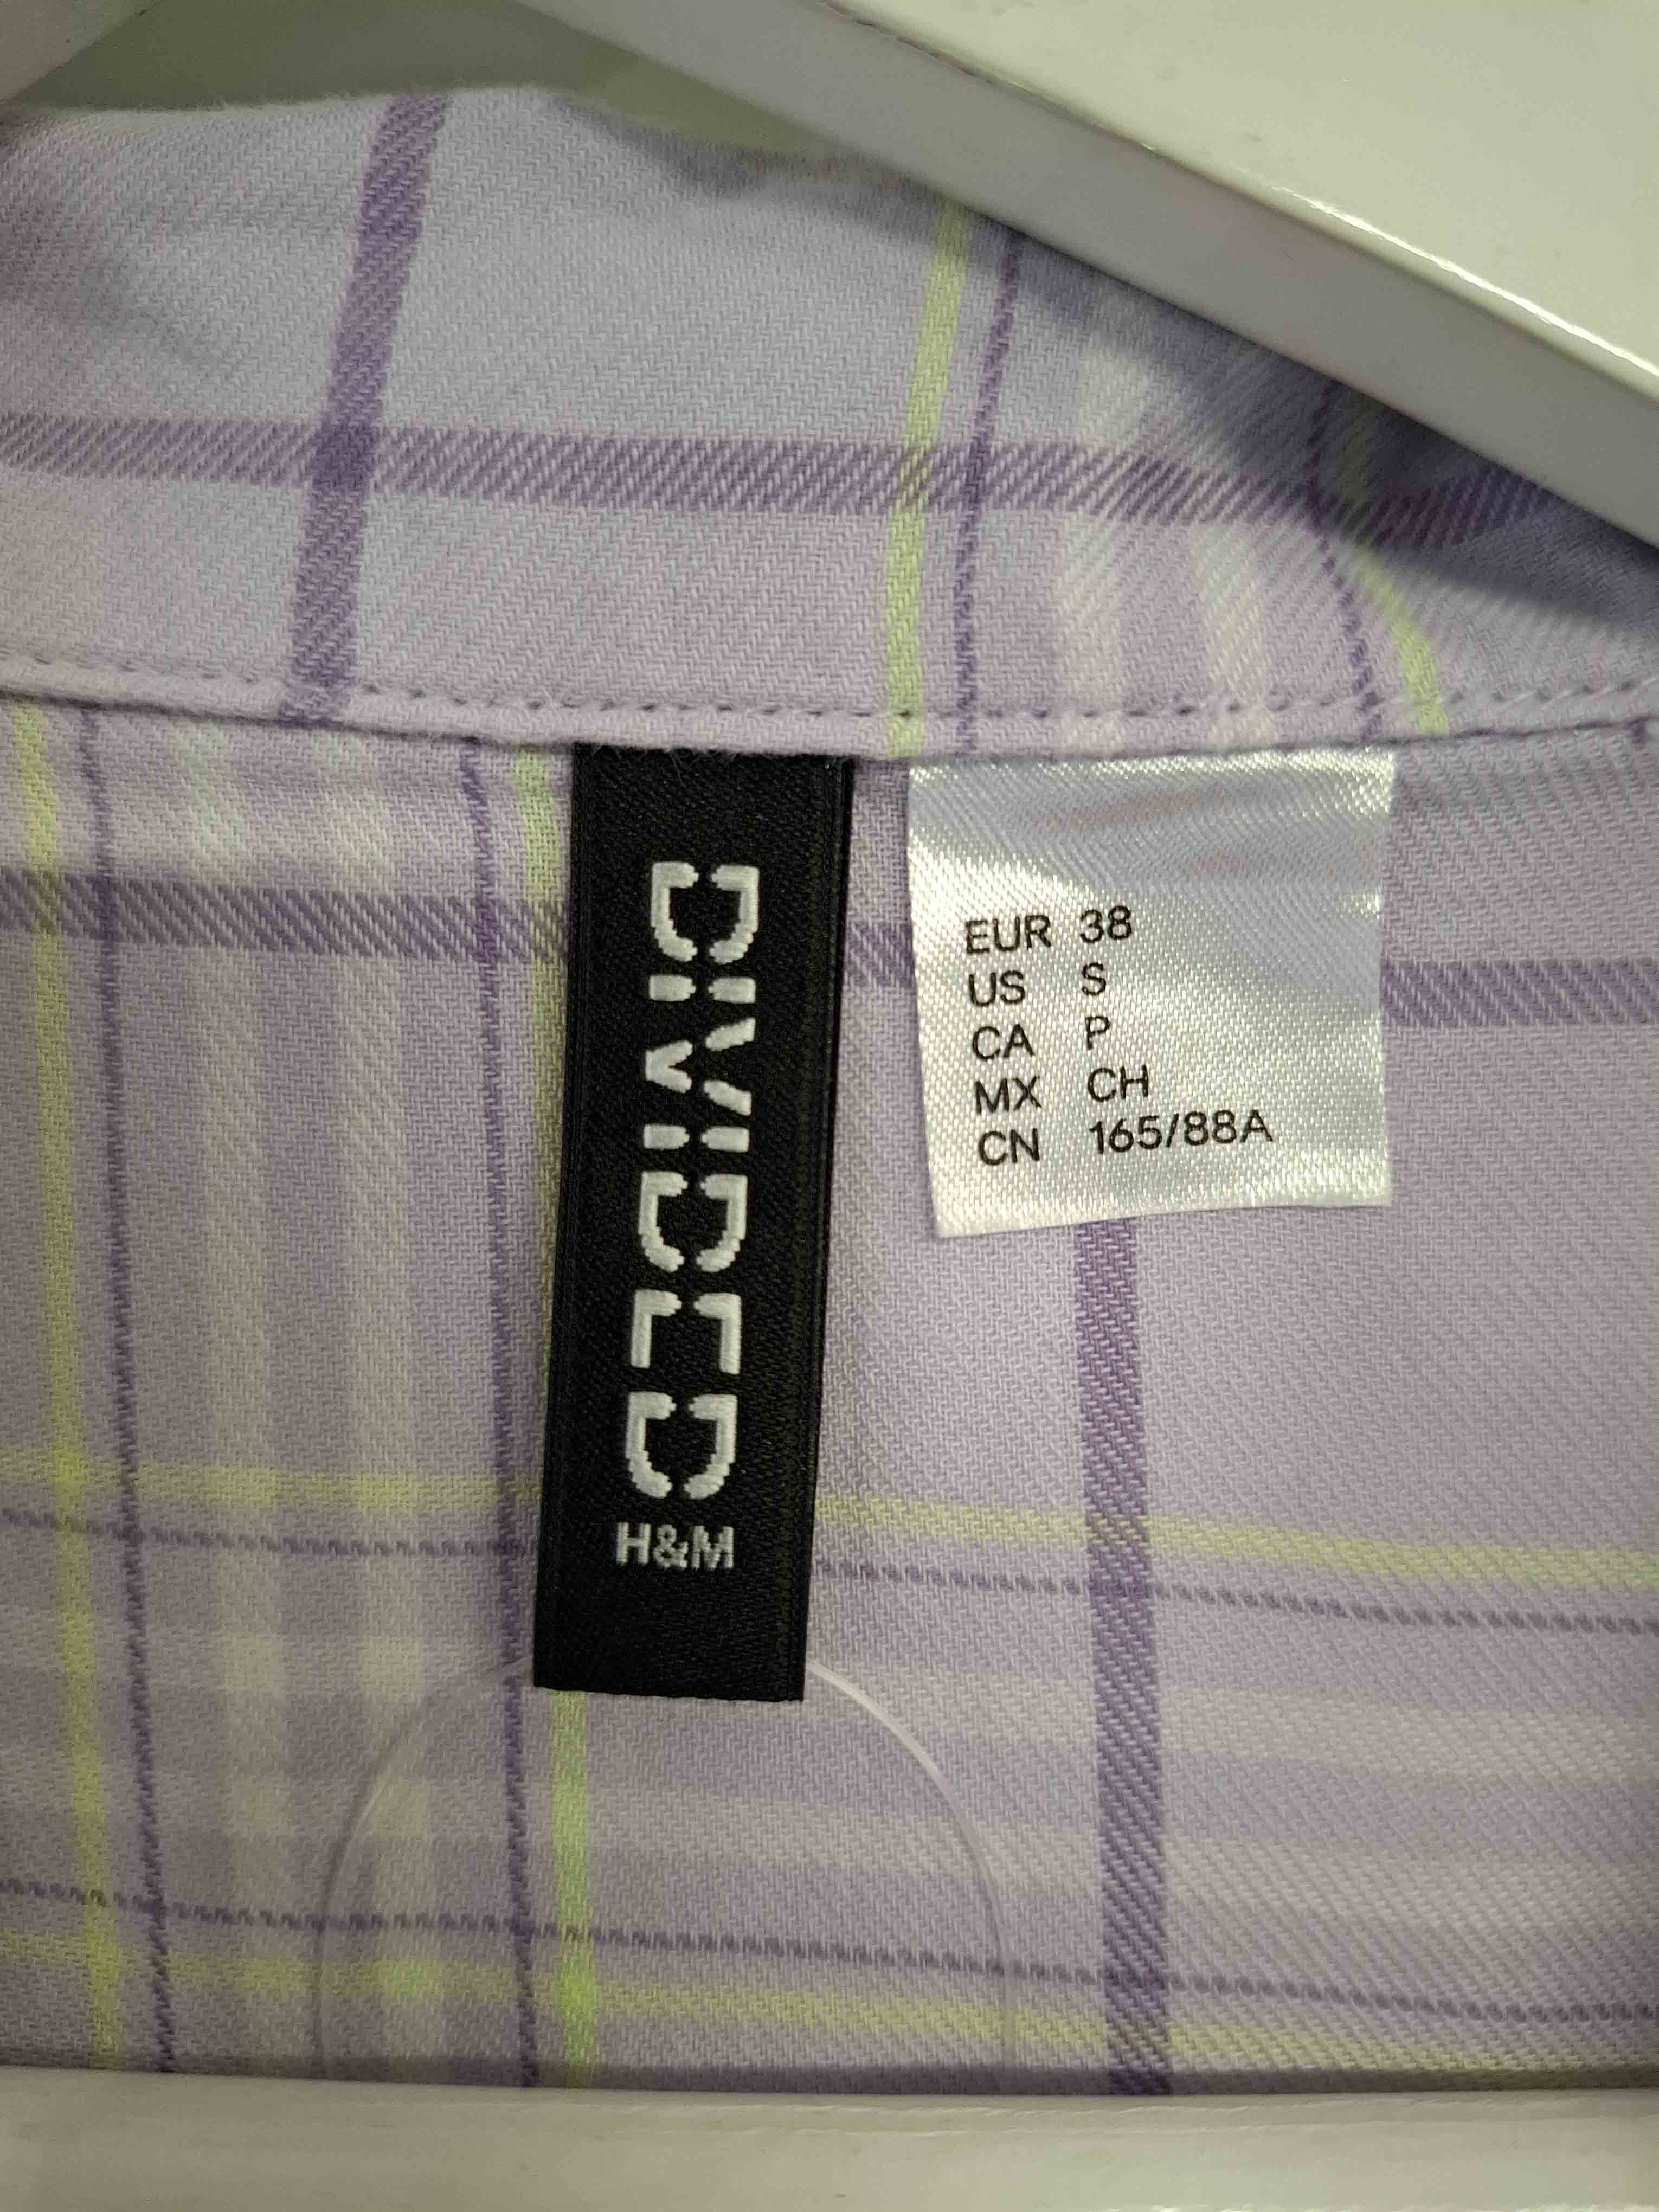 DIVIDED
H&M
EUR 38
US S
CA P
MX CH
CN 165/88A